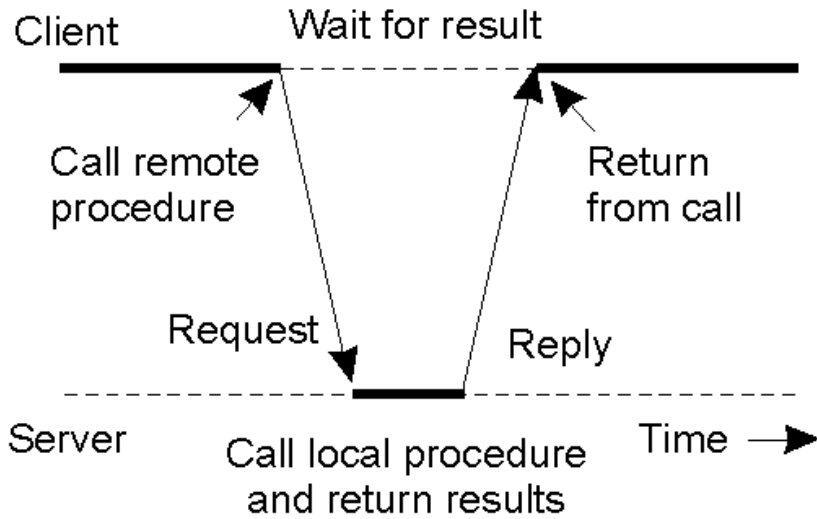 Client
Wait for result
Call remote
procedure
Return
from call
Request
Reply
Server
Call local procedure
and return results
Time